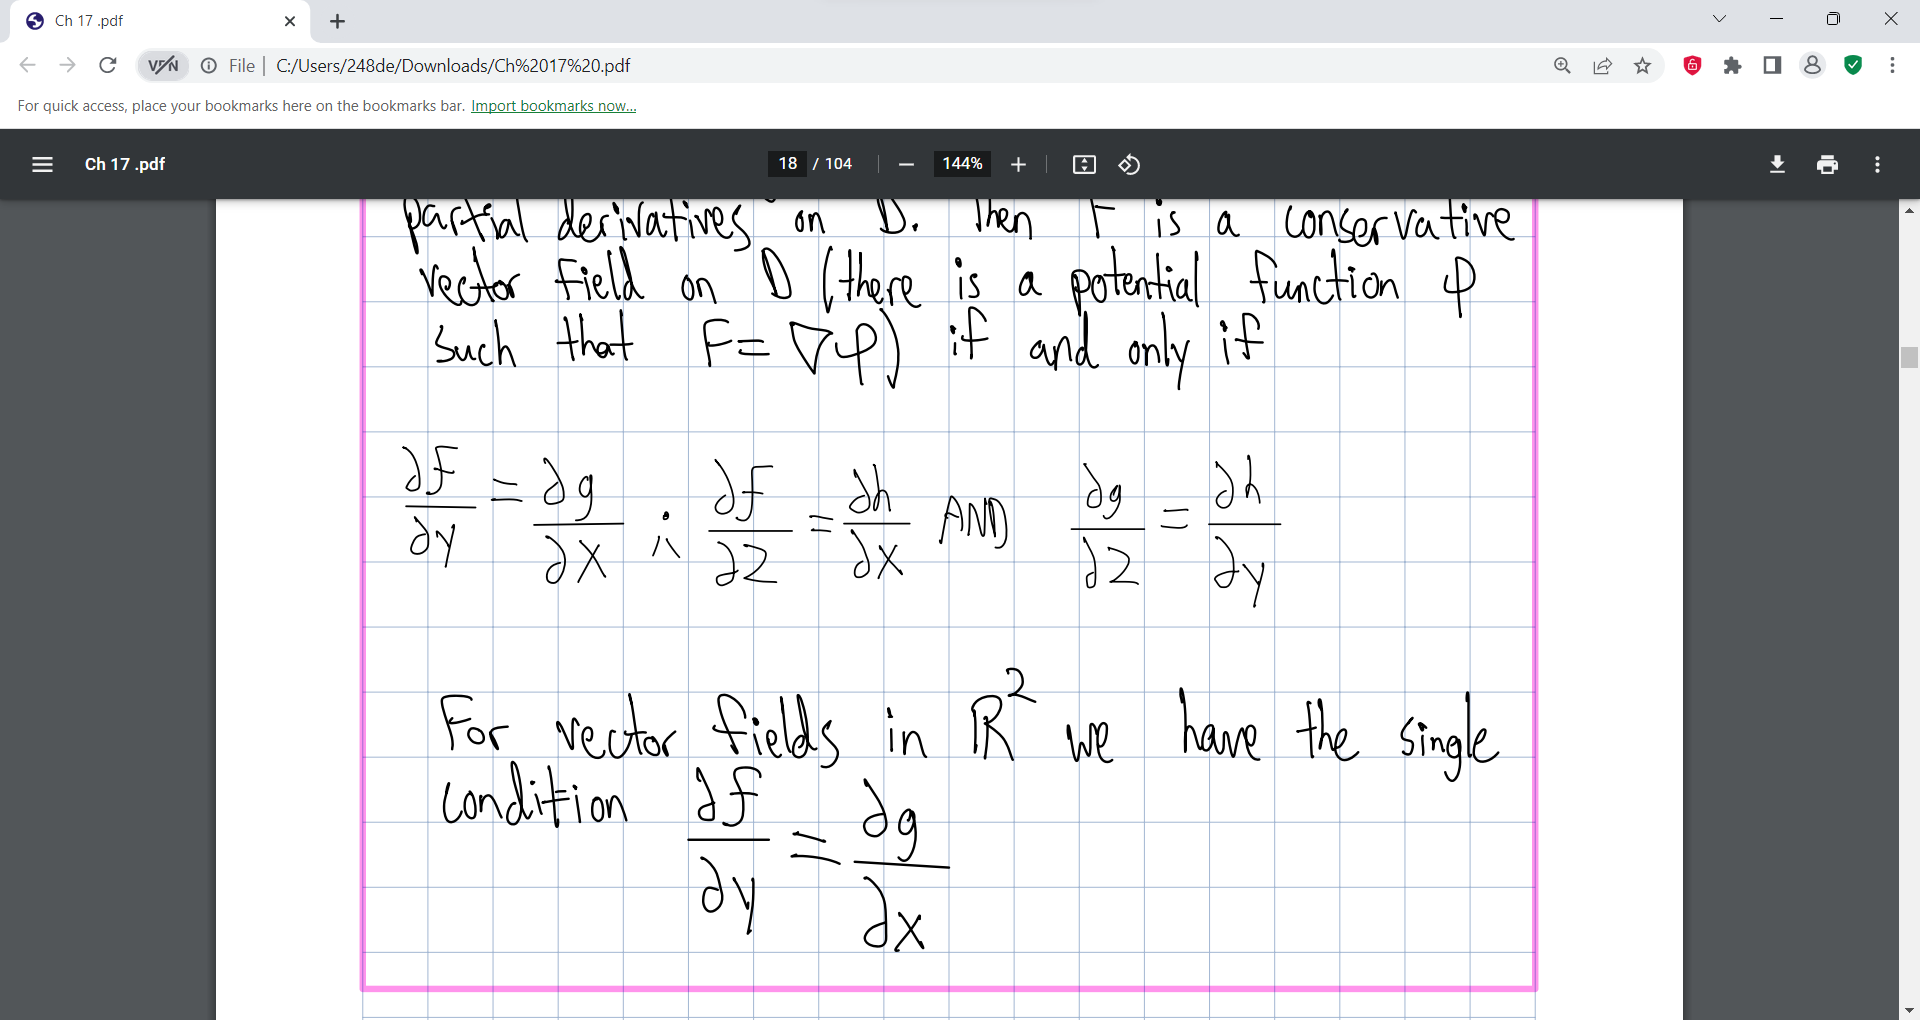 Ch 17 .pdf
VPN File C:/Users/248de/Downloads/Ch%2017%20.pdf
For quick access, place your bookmarks here on the bookmarks bar. Import bookmarks now...
Ch 17 .pdf 18 / 104 144%
partial derivatives on D. Then F is a conservative
vector field on D (there is a potential function φ
such that F = ∇φ) if and only if
∂f/∂y = ∂g/∂x ; ∂f/∂z = ∂h/∂x AND ∂g/∂z = ∂h/∂y
For vector fields in ℝ² we have the single
condition ∂f/∂y = ∂g/∂x